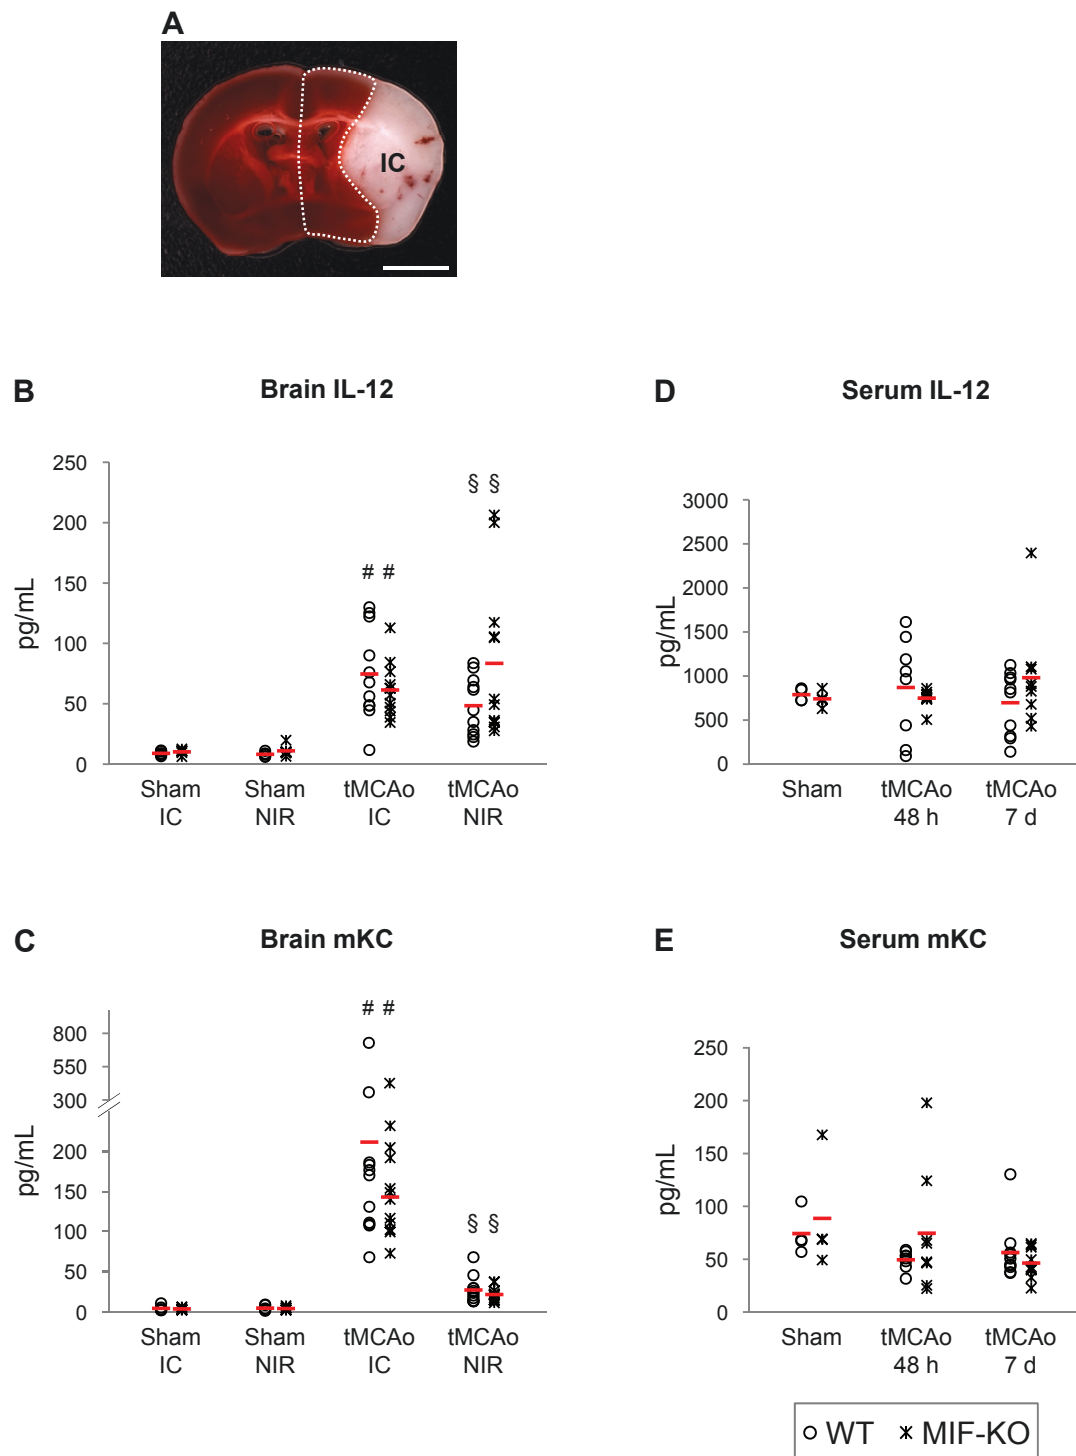 A
IC
B Brain IL-12
# #
§ §
pg/mL
250
200
150
100
50
0
Sham Sham tMCAo tMCAo
IC NIR IC NIR
D Serum IL-12
pg/mL
3000
2500
2000
1500
1000
500
0
Sham tMCAo tMCAo
48 h 7 d
C Brain mKC
# #
§ §
pg/mL
800
550
300
200
150
100
50
0
Sham Sham tMCAo tMCAo
IC NIR IC NIR
E Serum mKC
pg/mL
250
200
150
100
50
0
Sham tMCAo tMCAo
48 h 7 d
WT MIF-KO